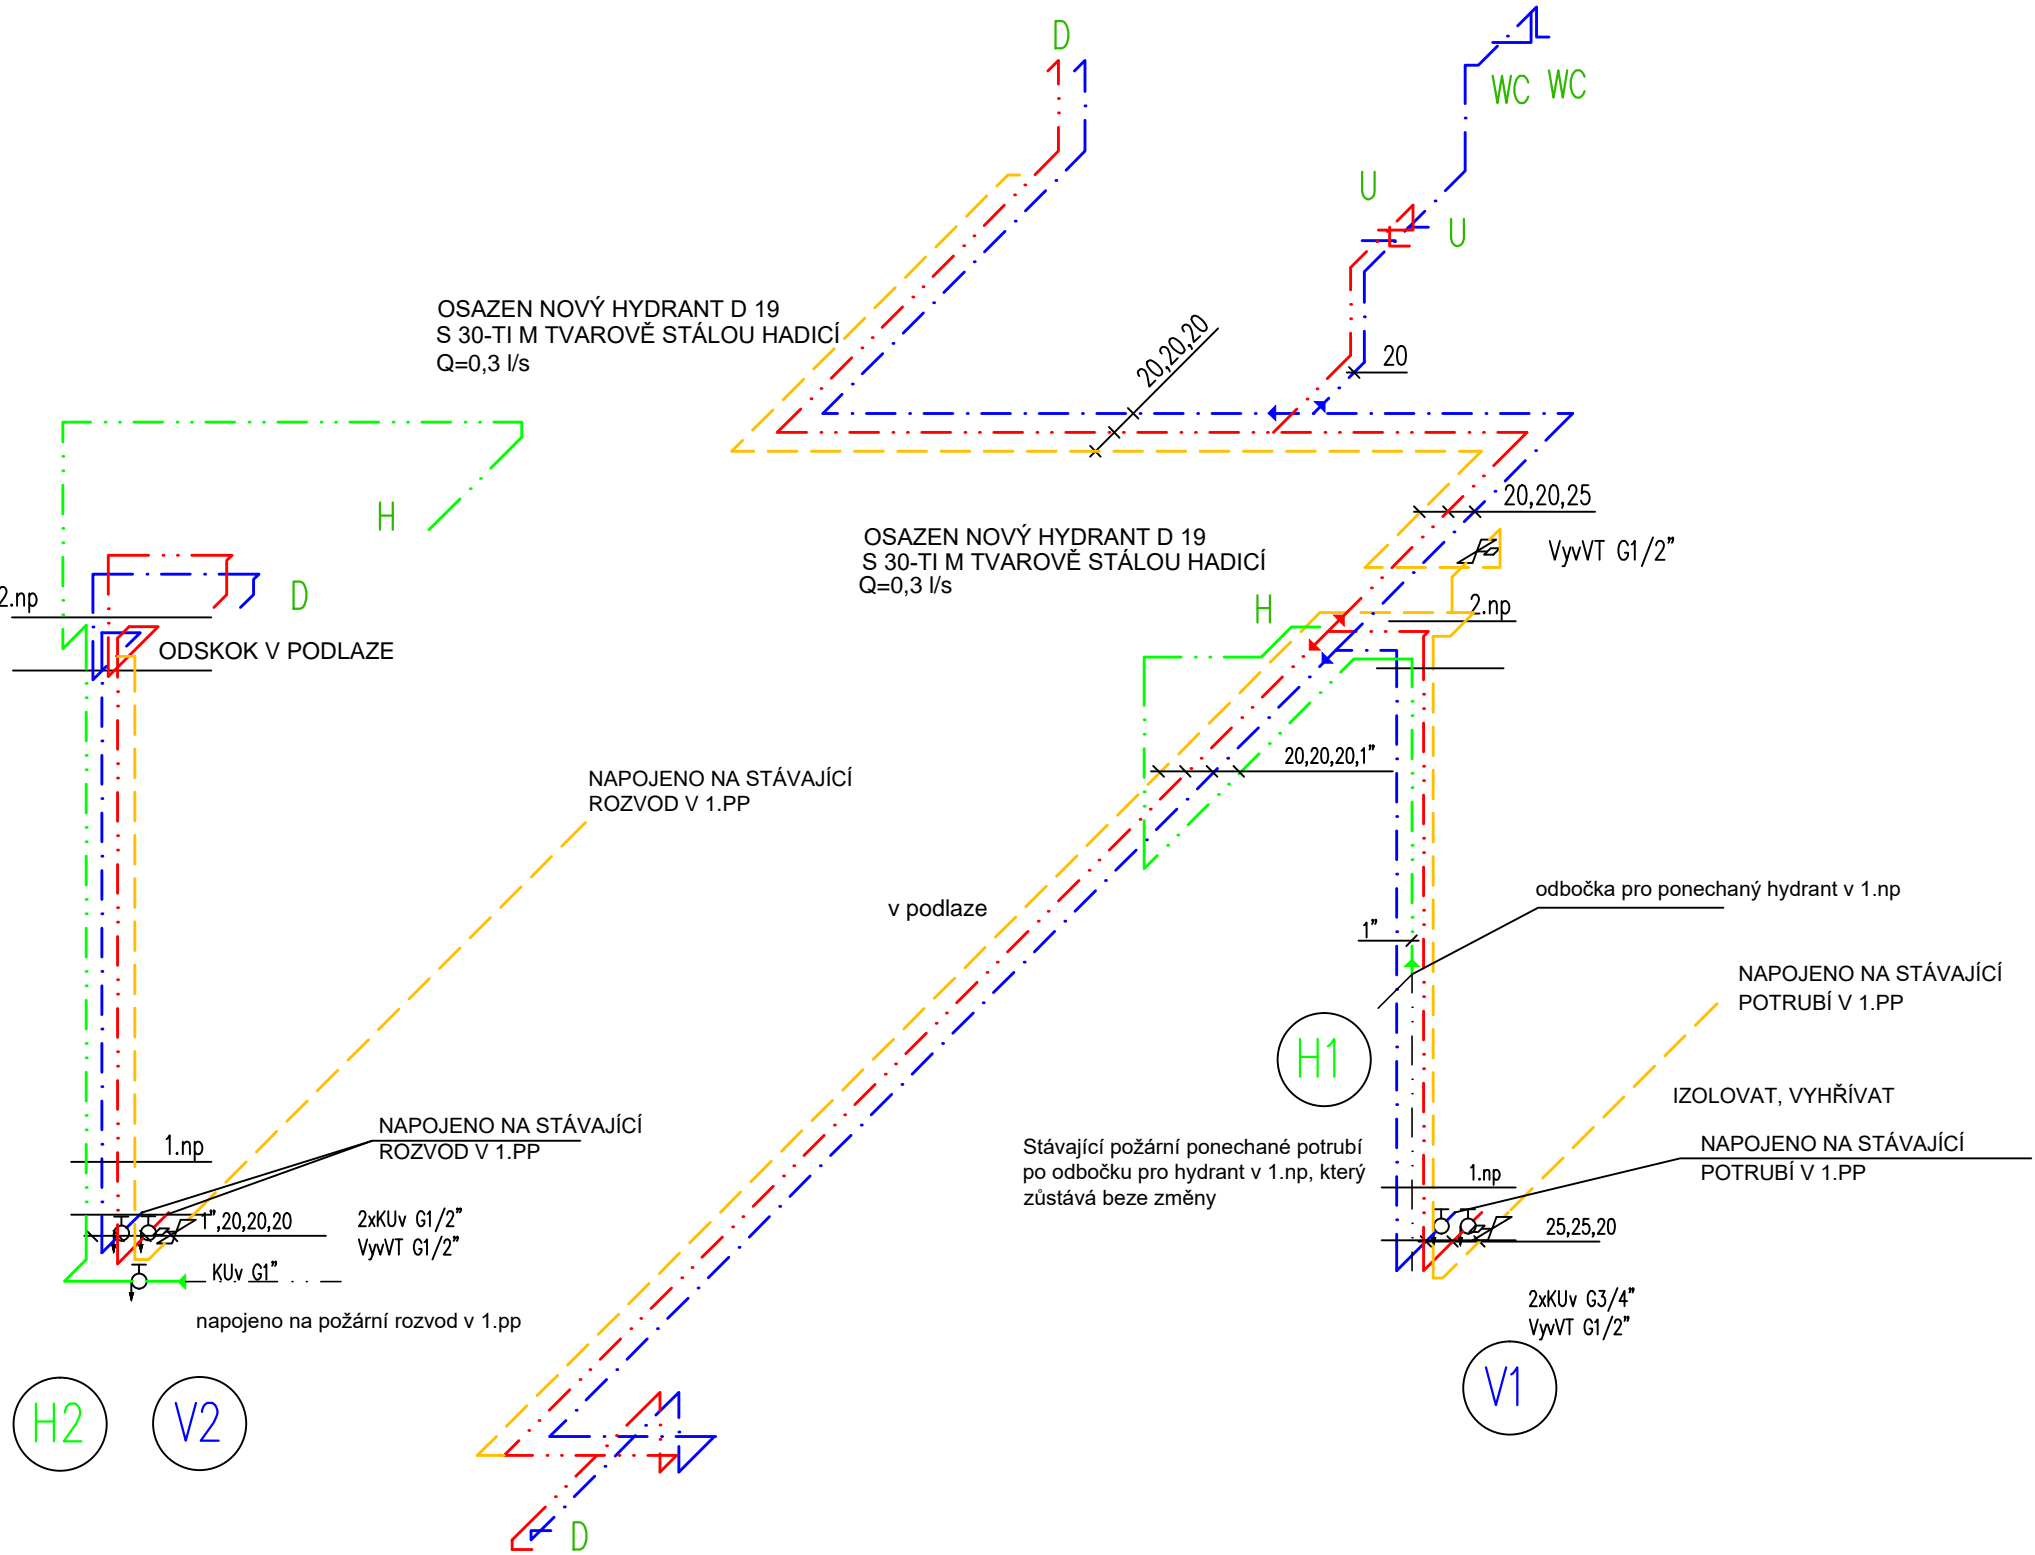 D
WC WC
U
U
OSAZEN NOVÝ HYDRANT D 19
S 30-TI M TVAROVĚ STÁLOU HADICÍ
Q=0,3 l/s
20,20,20
20
H
20,20,25
VyvVT G1/2"
OSAZEN NOVÝ HYDRANT D 19
S 30-TI M TVAROVĚ STÁLOU HADICÍ
Q=0,3 l/s
D
2.np
H
2.np
ODSKOK V PODLAZE
20,20,20,1"
NAPOJENO NA STÁVAJÍCÍ
ROZVOD V 1.PP
v podlaze
odbočka pro ponechaný hydrant v 1.np
1"
NAPOJENO NA STÁVAJÍCÍ
POTRUBÍ V 1.PP
H1
IZOLOVAT, VYHŘÍVAT
NAPOJENO NA STÁVAJÍCÍ
ROZVOD V 1.PP
1.np
Stávající požární ponechané potrubí
po odbočku pro hydrant v 1.np, který
zůstává beze změny
NAPOJENO NA STÁVAJÍCÍ
POTRUBÍ V 1.PP
1.np
1",20,20,20
2xKUv G1/2"
VyvVT G1/2"
25,25,20
KUv G1"
napojeno na požární rozvod v 1.pp
2xKUv G3/4"
VyvVT G1/2"
V1
H2
V2
D